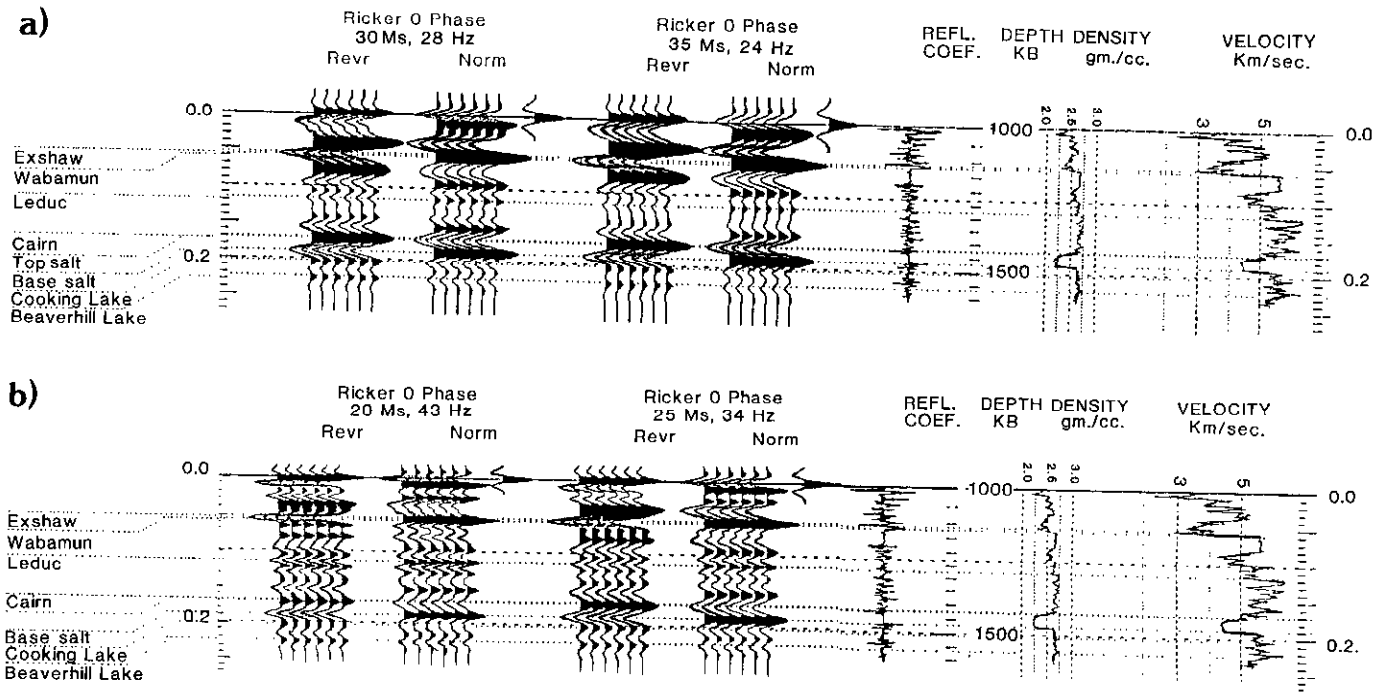 a)
Ricker 0 Phase
30 Ms, 28 Hz
Revr Norm
Ricker 0 Phase
35 Ms, 24 Hz
Revr Norm
REFL.
COEF.
DEPTH
KB
DENSITY
gm./cc.
VELOCITY
Km/sec.
2.0
2.5
3.0
3
5
0.0
1000
0.0
Exshaw
Wabamun
Leduc
Cairn
Top salt
0.2
Base salt
Cooking Lake
Beaverhill Lake
1500
0.2
b)
Ricker 0 Phase
20 Ms, 43 Hz
Revr Norm
Ricker 0 Phase
25 Ms, 34 Hz
Revr Norm
REFL.
COEF.
DEPTH
KB
DENSITY
gm./cc.
VELOCITY
Km/sec.
2.0
2.6
3.0
3
5
0.0
1000
0.0
Exshaw
Wabamun
Leduc
Cairn
0.2
Base salt
Cooking Lake
Beaverhill Lake
1500
0.2.